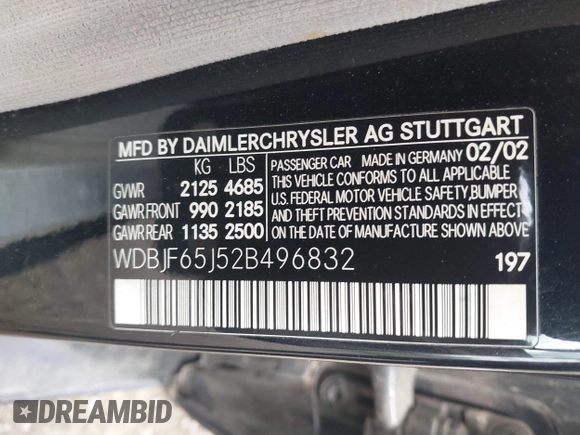 MFD BY DAIMLERCHRYSLER AG STUTTGART
KG LBS PASSENGER CAR MADE IN GERMANY 02/02
GVWR 2125 4685 THIS VEHICLE CONFORMS TO ALL APPLICABLE
GAWR FRONT 990 2185 U.S. FEDERAL MOTOR VEHICLE SAFETY, BUMPER
GAWR REAR 1135 2500 AND THEFT PREVENTION STANDARDS IN EFFECT
ON THE DATE OF MANUFACTURE SHOWN ABOVE.
WDBJF65J52B496832 197
DREAMBID